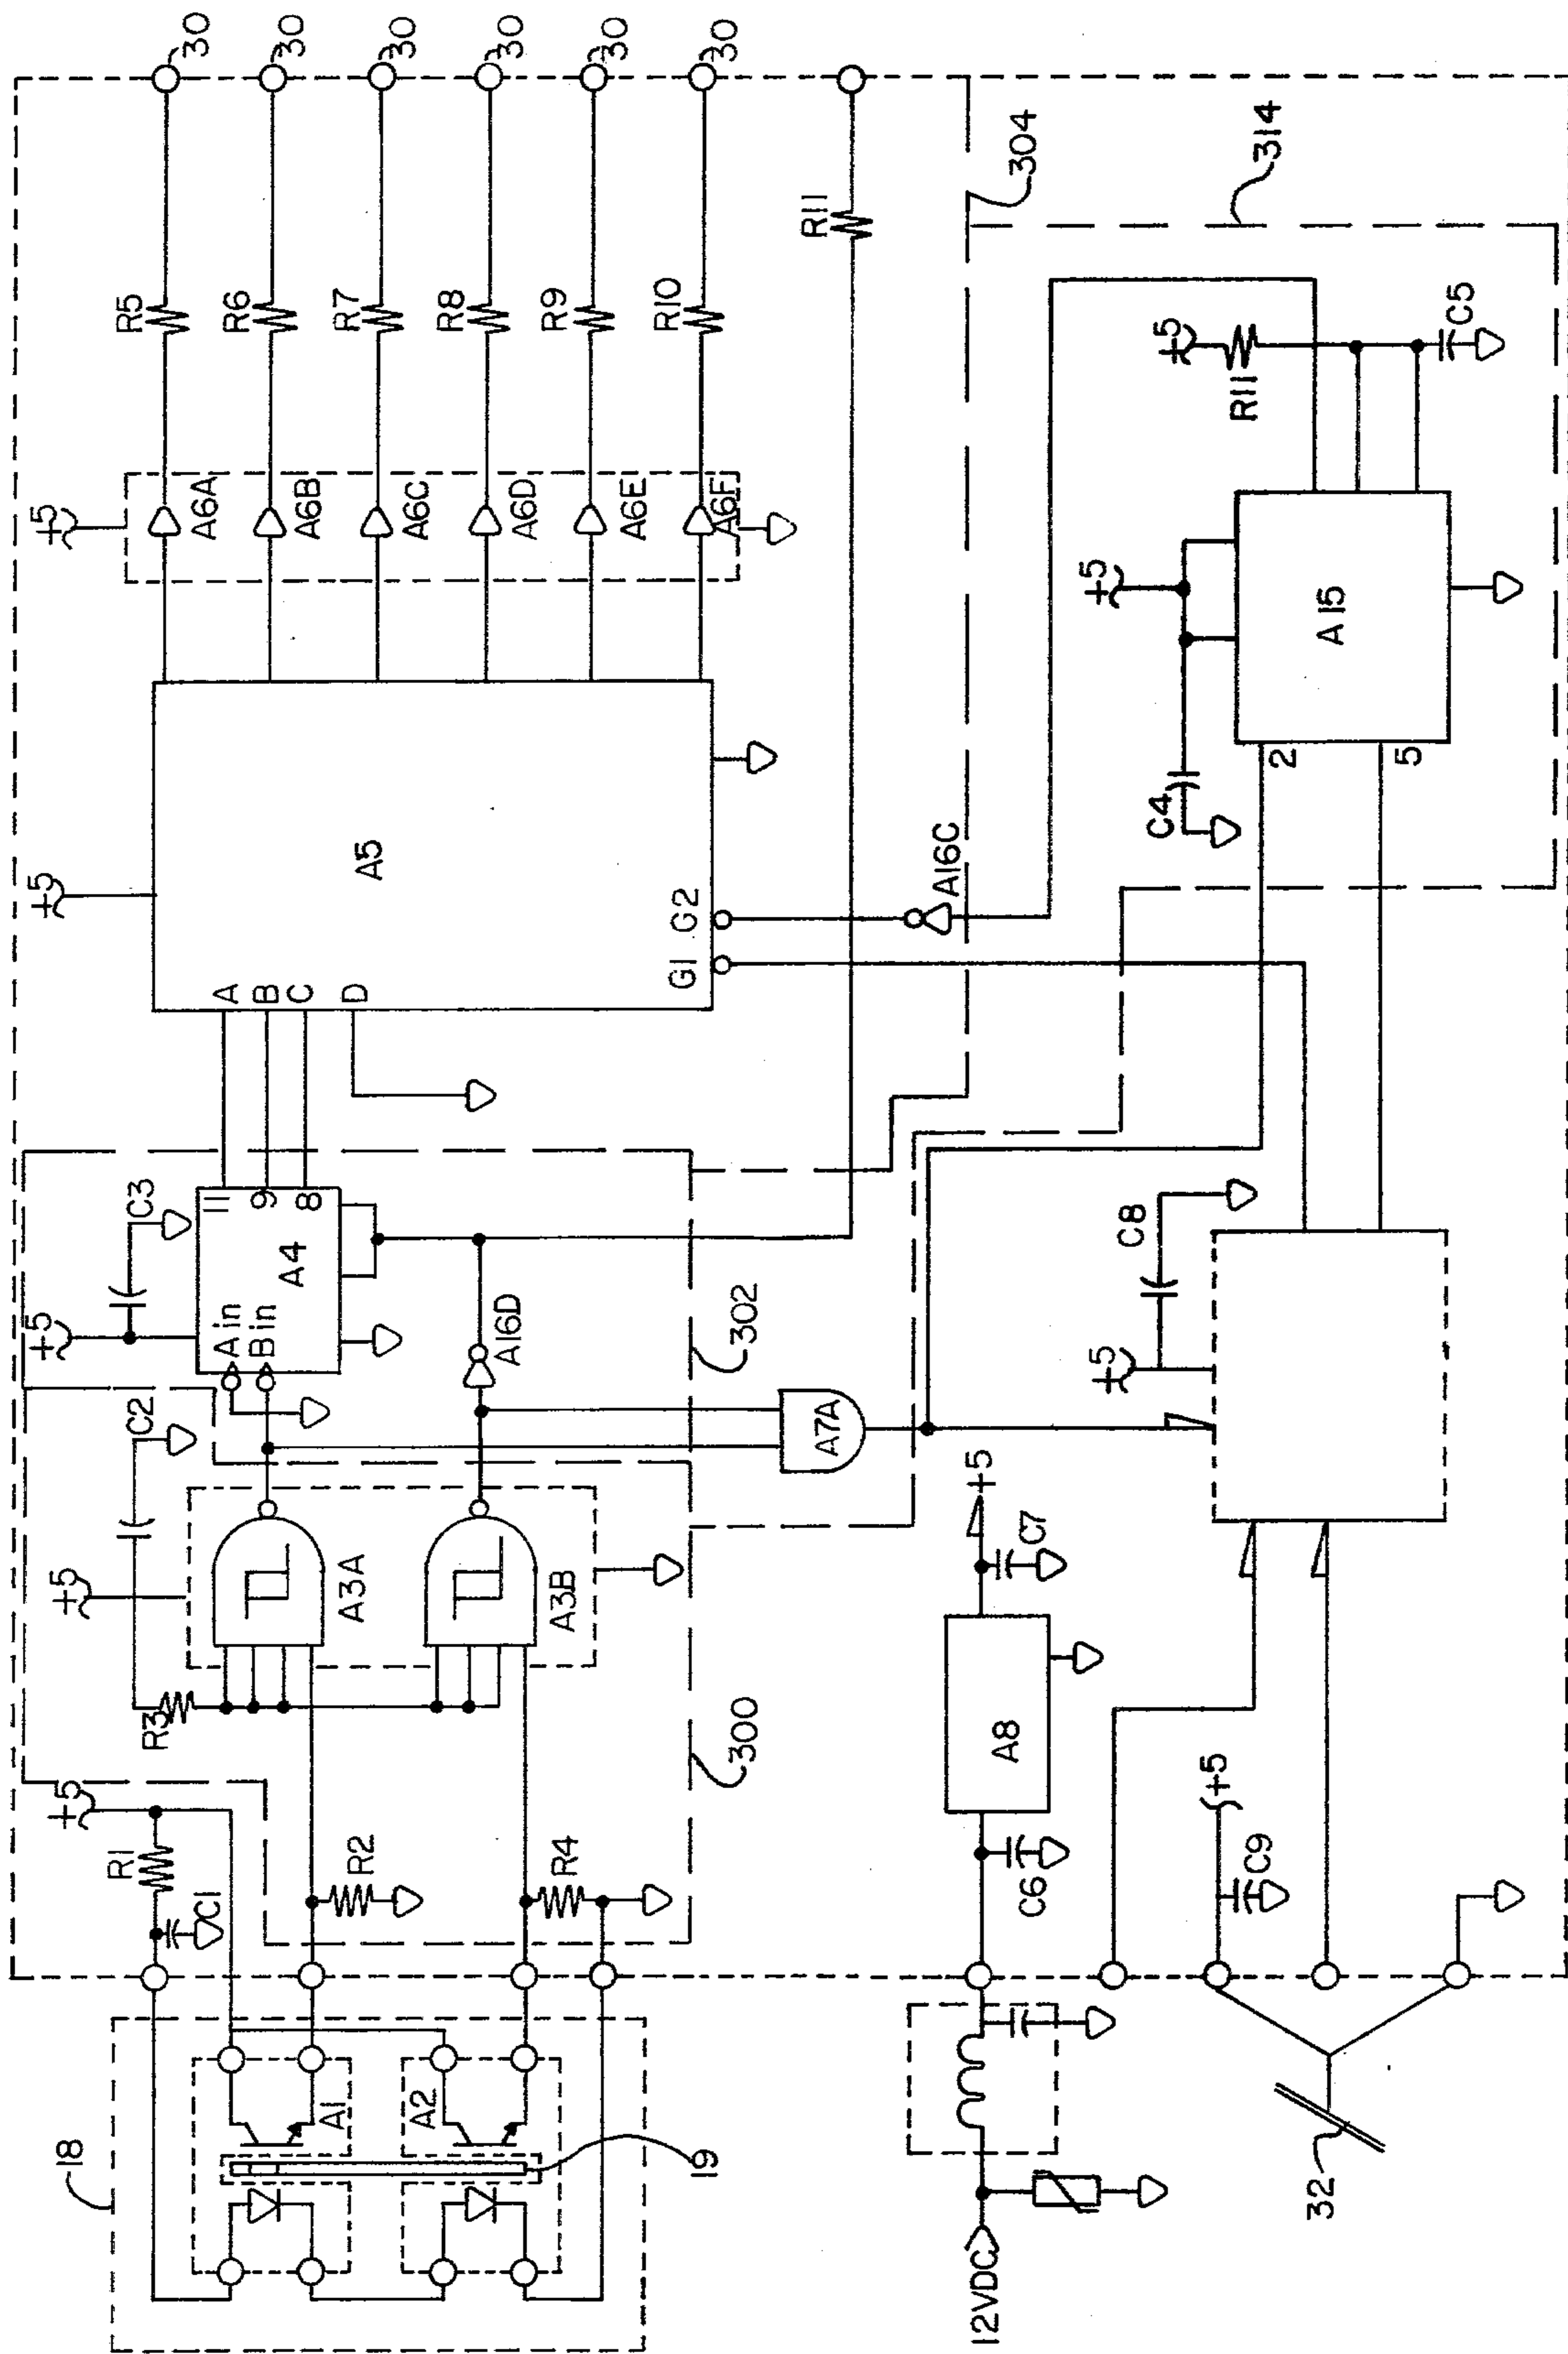 30
30
30
30
30
30
R5
R6
R7
R8
R9
R10
R11
304
314
+5
A6A
A6B
A6C
A6D
A6E
A6F
+5
R11
C5
+5
A15
2
5
C4
+5
A5
G1 G2
A
B
C
D
A16C
+5
C3
11
9
8
A4
A in
B in
A16D
302
C2
+5
A3A
A3B
A7A
R3
300
+5
C8
+5
C7
A8
C6
+5
R1
C1
R2
R4
+5
C9
18
A1
A2
19
12VDC
32